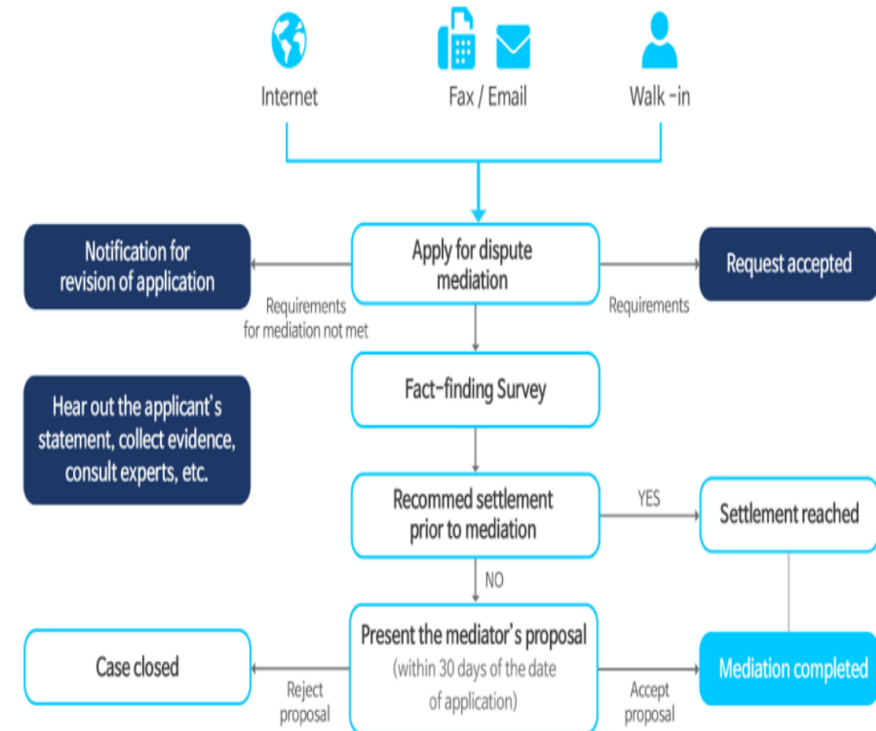 Internet
Fax / Email
Walk -in
Notification for
revision of application
Apply for dispute
mediation
Request accepted
Requirements
for mediation not met
Requirements
Hear out the applicant's
statement, collect evidence,
consult experts, etc.
Fact-finding Survey
Recommed settlement
prior to mediation
YES
Settlement reached
NO
Case closed
Present the mediator's proposal
(within 30 days of the date
of application)
Mediation completed
Reject
proposal
Accept
proposal